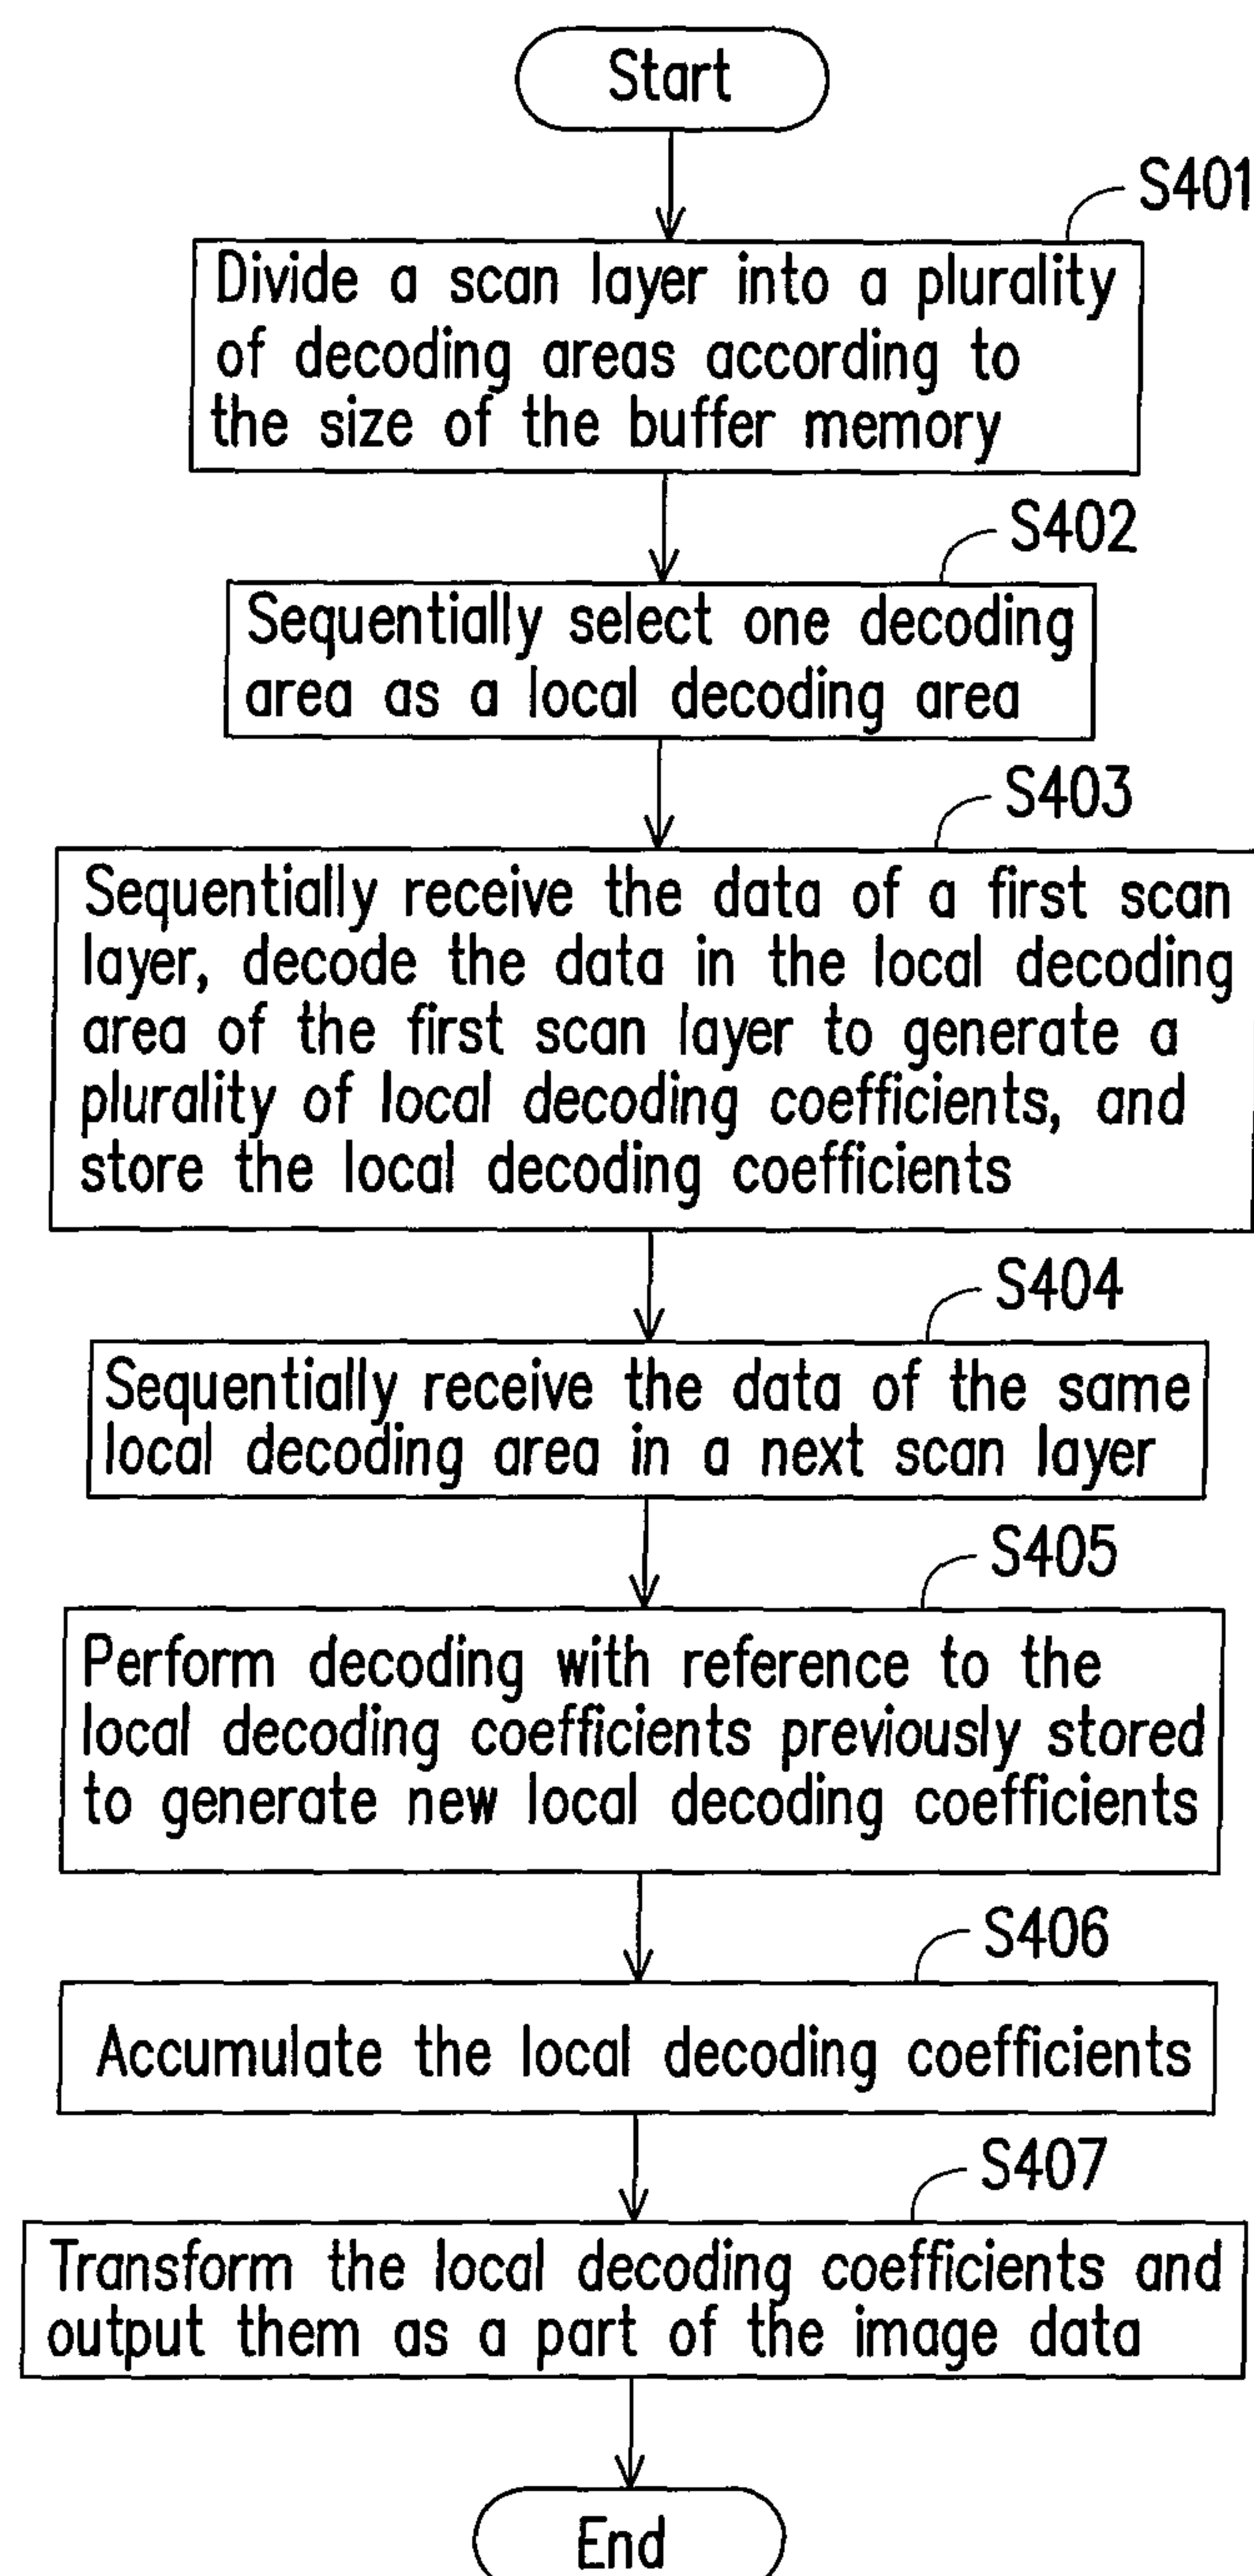 Start
S401
Divide a scan layer into a plurality
of decoding areas according to
the size of the buffer memory
S402
Sequentially select one decoding
area as a local decoding area
S403
Sequentially receive the data of a first scan
layer, decode the data in the local decoding
area of the first scan layer to generate a
plurality of local decoding coefficients, and
store the local decoding coefficients
S404
Sequentially receive the data of the same
local decoding area in a next scan layer
S405
Perform decoding with reference to the
local decoding coefficients previously stored
to generate new local decoding coefficients
S406
Accumulate the local decoding coefficients
S407
Transform the local decoding coefficients and
output them as a part of the image data
End